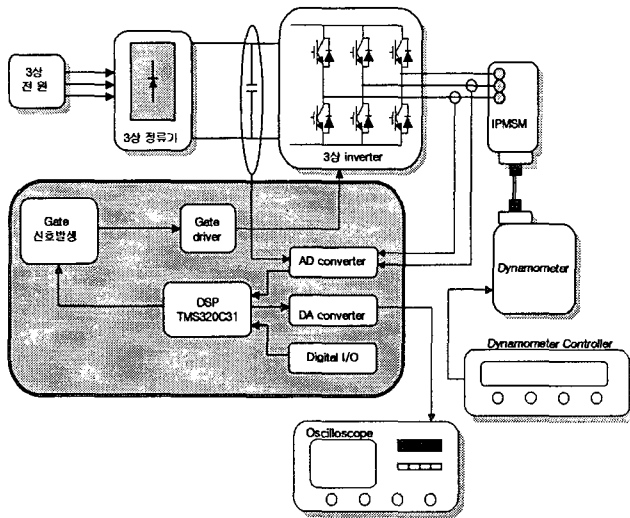 3상
전 원
3상 정류기
3상 inverter
IPMSM
Gate
신호발생
Gate
driver
AD converter
DSP
TMS320C31
DA converter
Digital I/O
Dynamometer
Dynamometer Controller
Oscilloscope